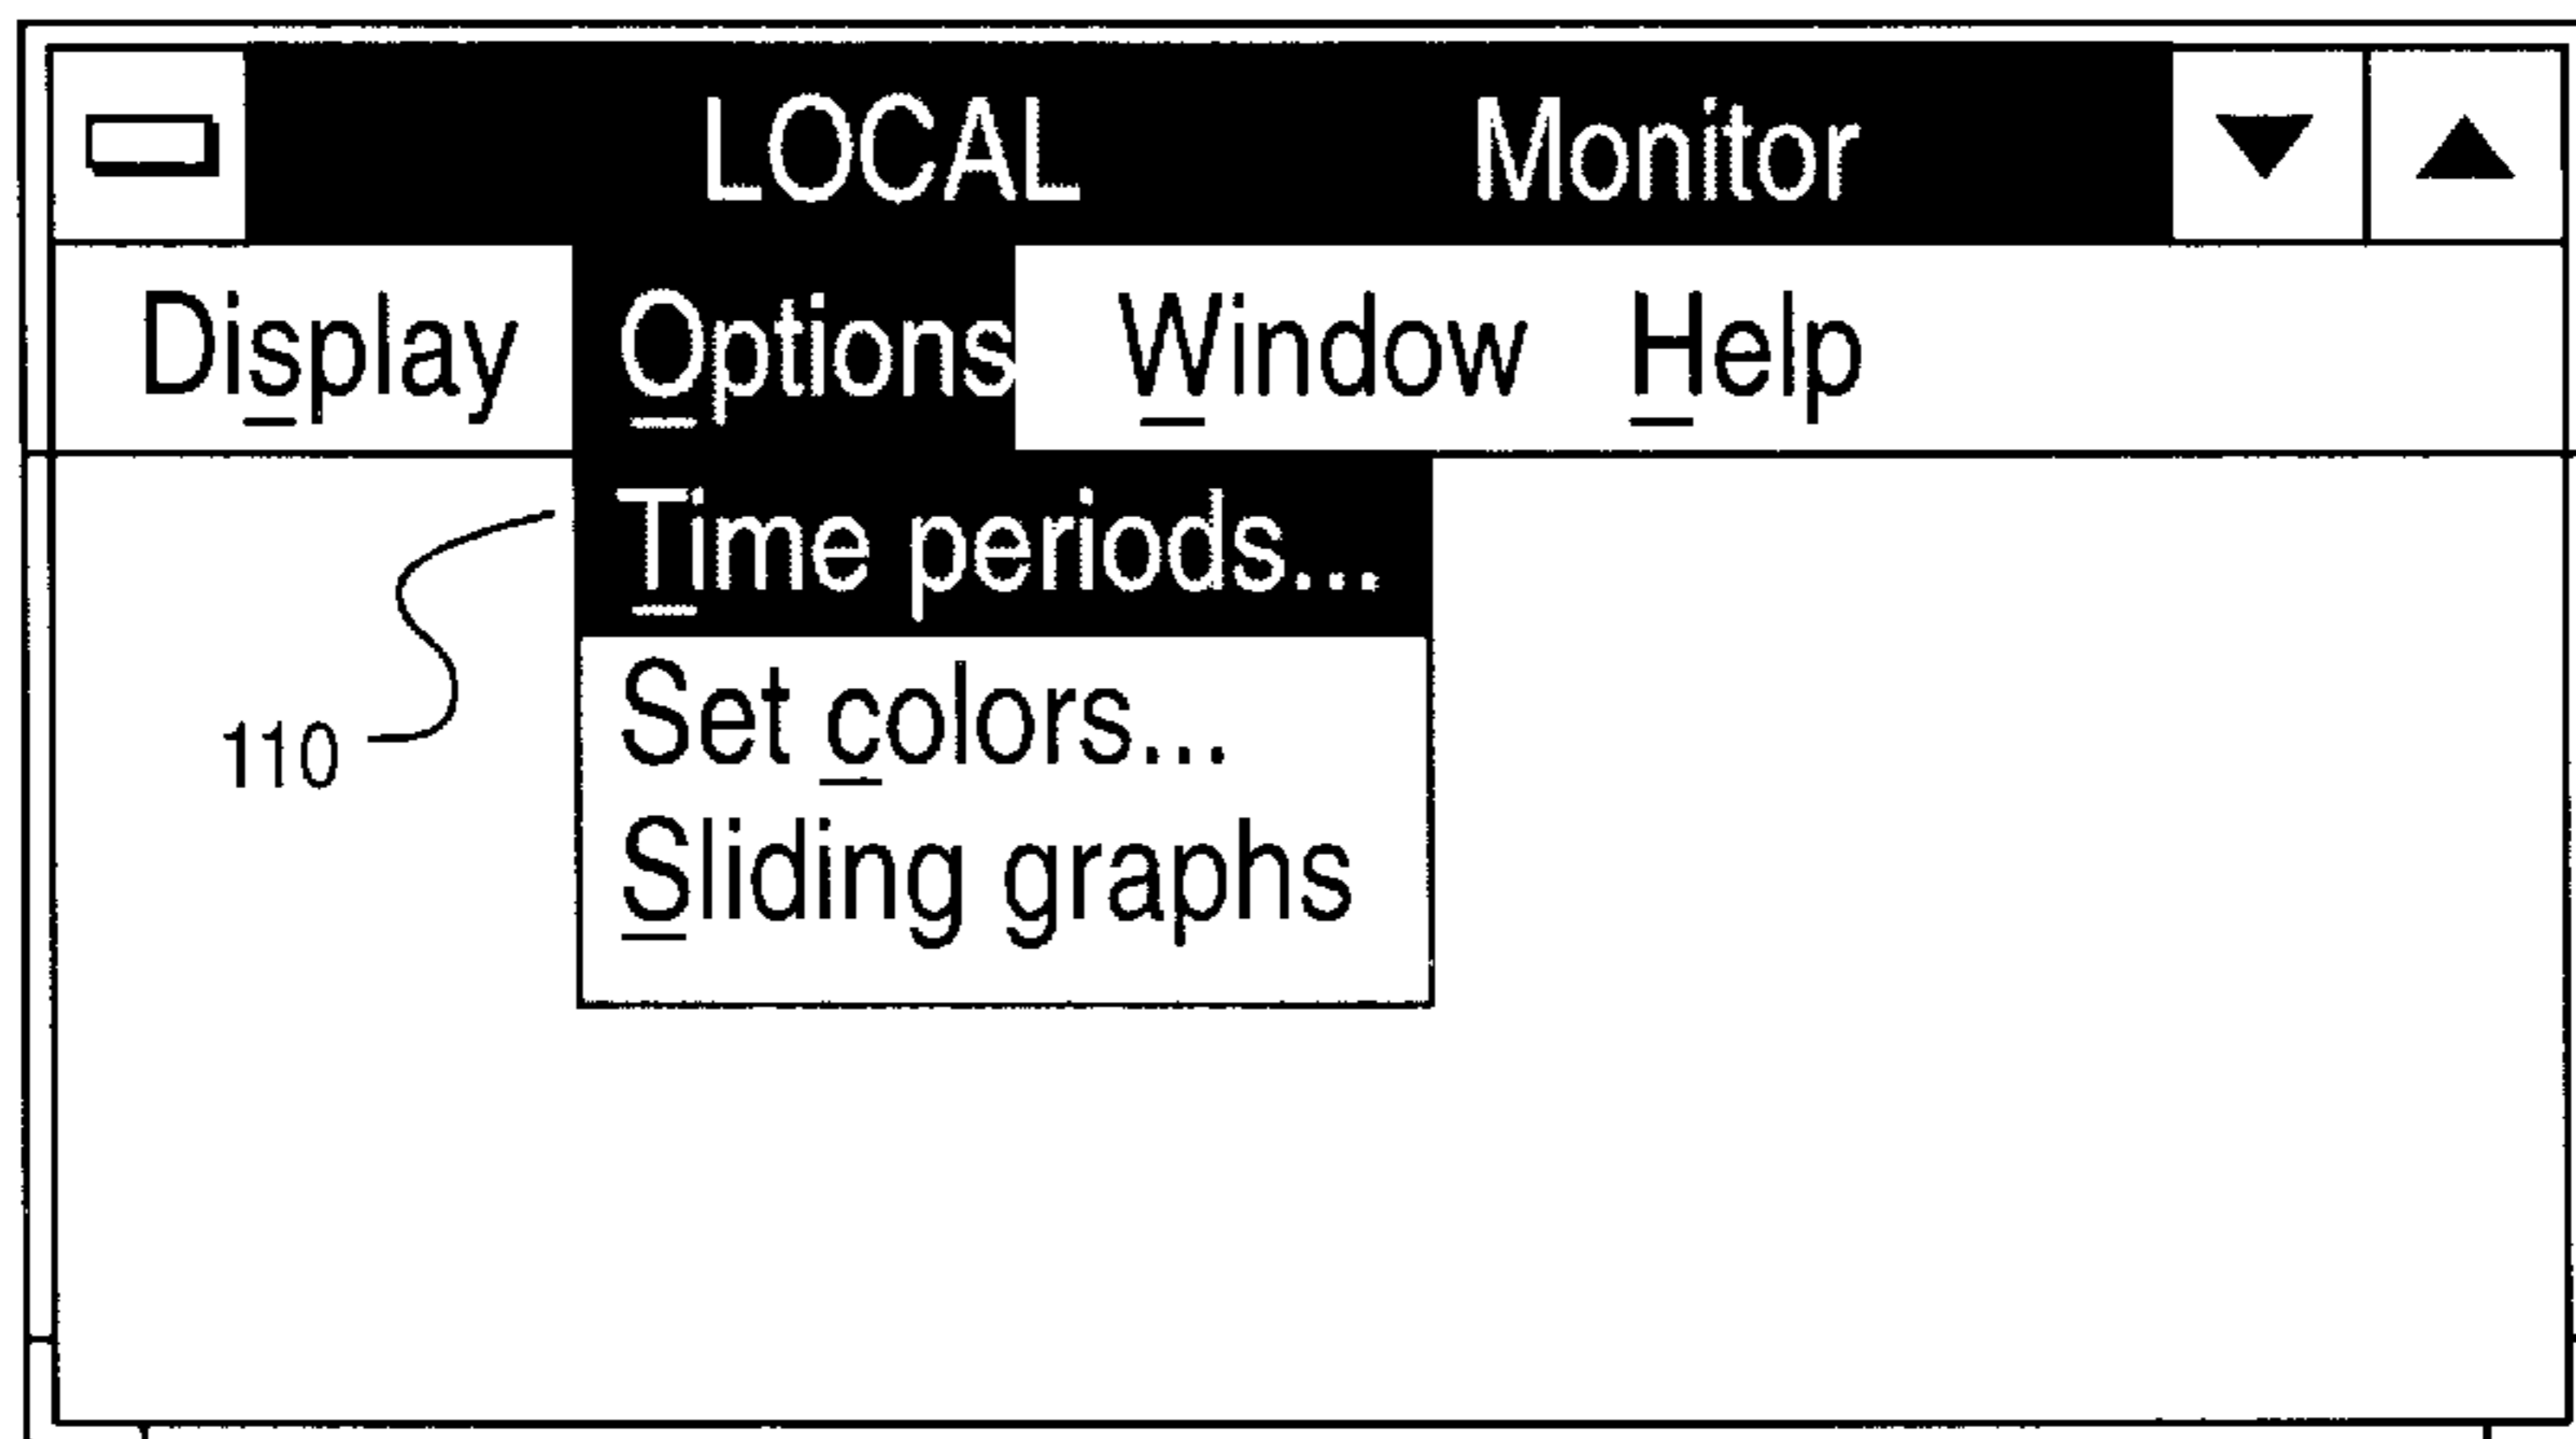 LOCAL Monitor
Display Options Window Help
Time periods...
Set colors...
110
Sliding graphs